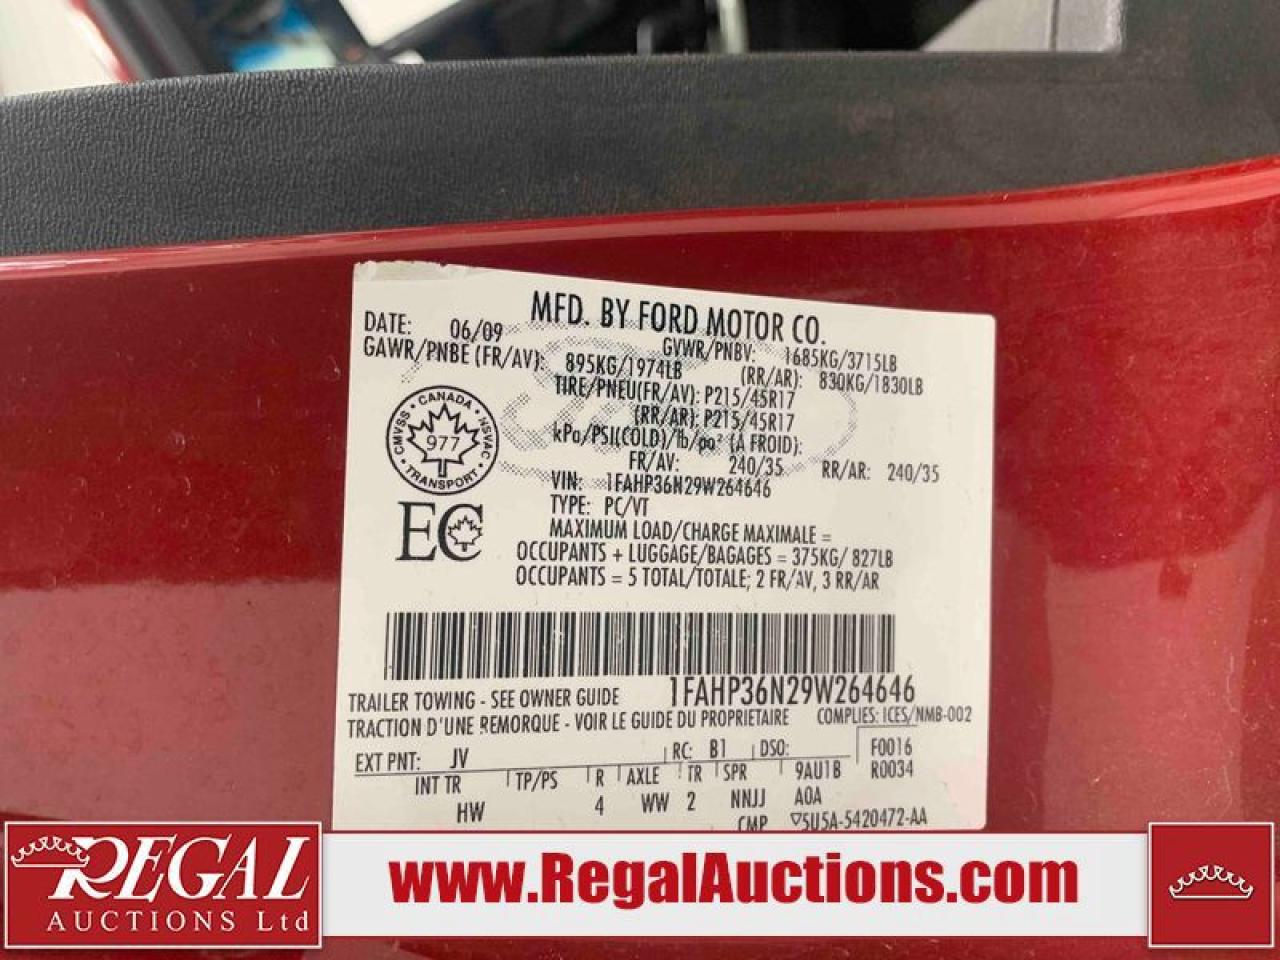 MFD. BY FORD MOTOR CO.
DATE: 06/09 GVWR/PNBV: 1685KG/3715LB
GAWR/PNBE (FR/AV): 895KG/1974LB (RR/AR): 830KG/1830LB
TIRE/PNEU(FR/AV): P215/45R17
(RR/AR): P215/45R17
kPa/PSI(COLD)/lb/po² (A FROID):
FR/AV: 240/35 RR/AR: 240/35
VIN: 1FAHP36N29W264646
TYPE: PC/VT
MAXIMUM LOAD/CHARGE MAXIMALE =
OCCUPANTS + LUGGAGE/BAGAGES = 375KG/ 827LB
OCCUPANTS = 5 TOTAL/TOTALE; 2 FR/AV, 3 RR/AR
CANADA
CMVSS • NSVAC
977
TRANSPORT
EC
1FAHP36N29W264646
TRAILER TOWING - SEE OWNER GUIDE
TRACTION D'UNE REMORQUE - VOIR LE GUIDE DU PROPRIETAIRE COMPLIES: ICES/NMB-002
EXT PNT: JV RC: B1 DSO: F0016
INT TR TP/PS R AXLE TR SPR 9AU1B R0034
HW 4 WW 2 NNJJ A0A
CMP ▽5U5A-5420472-AA
REGAL
AUCTIONS Ltd
www.RegalAuctions.com